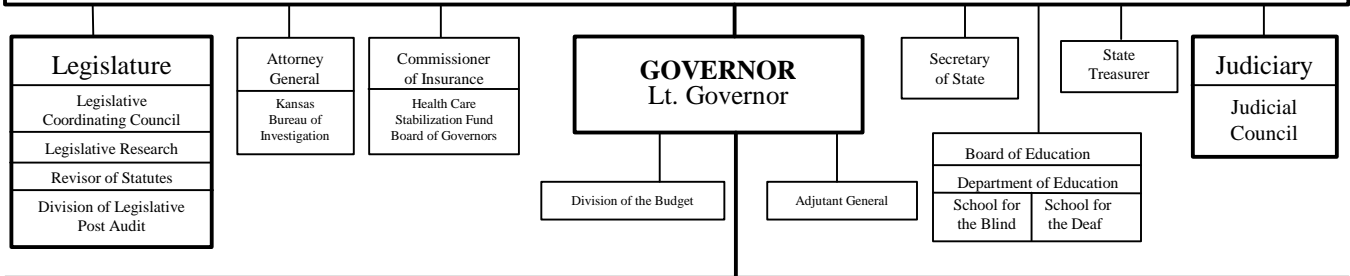 Legislature
Legislative
Coordinating Council
Legislative Research
Revisor of Statutes
Division of Legislative
Post Audit
Attorney
General
Kansas
Bureau of
Investigation
Commissioner
of Insurance
Health Care
Stabilization Fund
Board of Governors
GOVERNOR
Lt. Governor
Division of the Budget
Adjutant General
Secretary
of State
Board of Education
Department of Education
School for
the Blind
School for
the Deaf
State
Treasurer
Judiciary
Judicial
Council